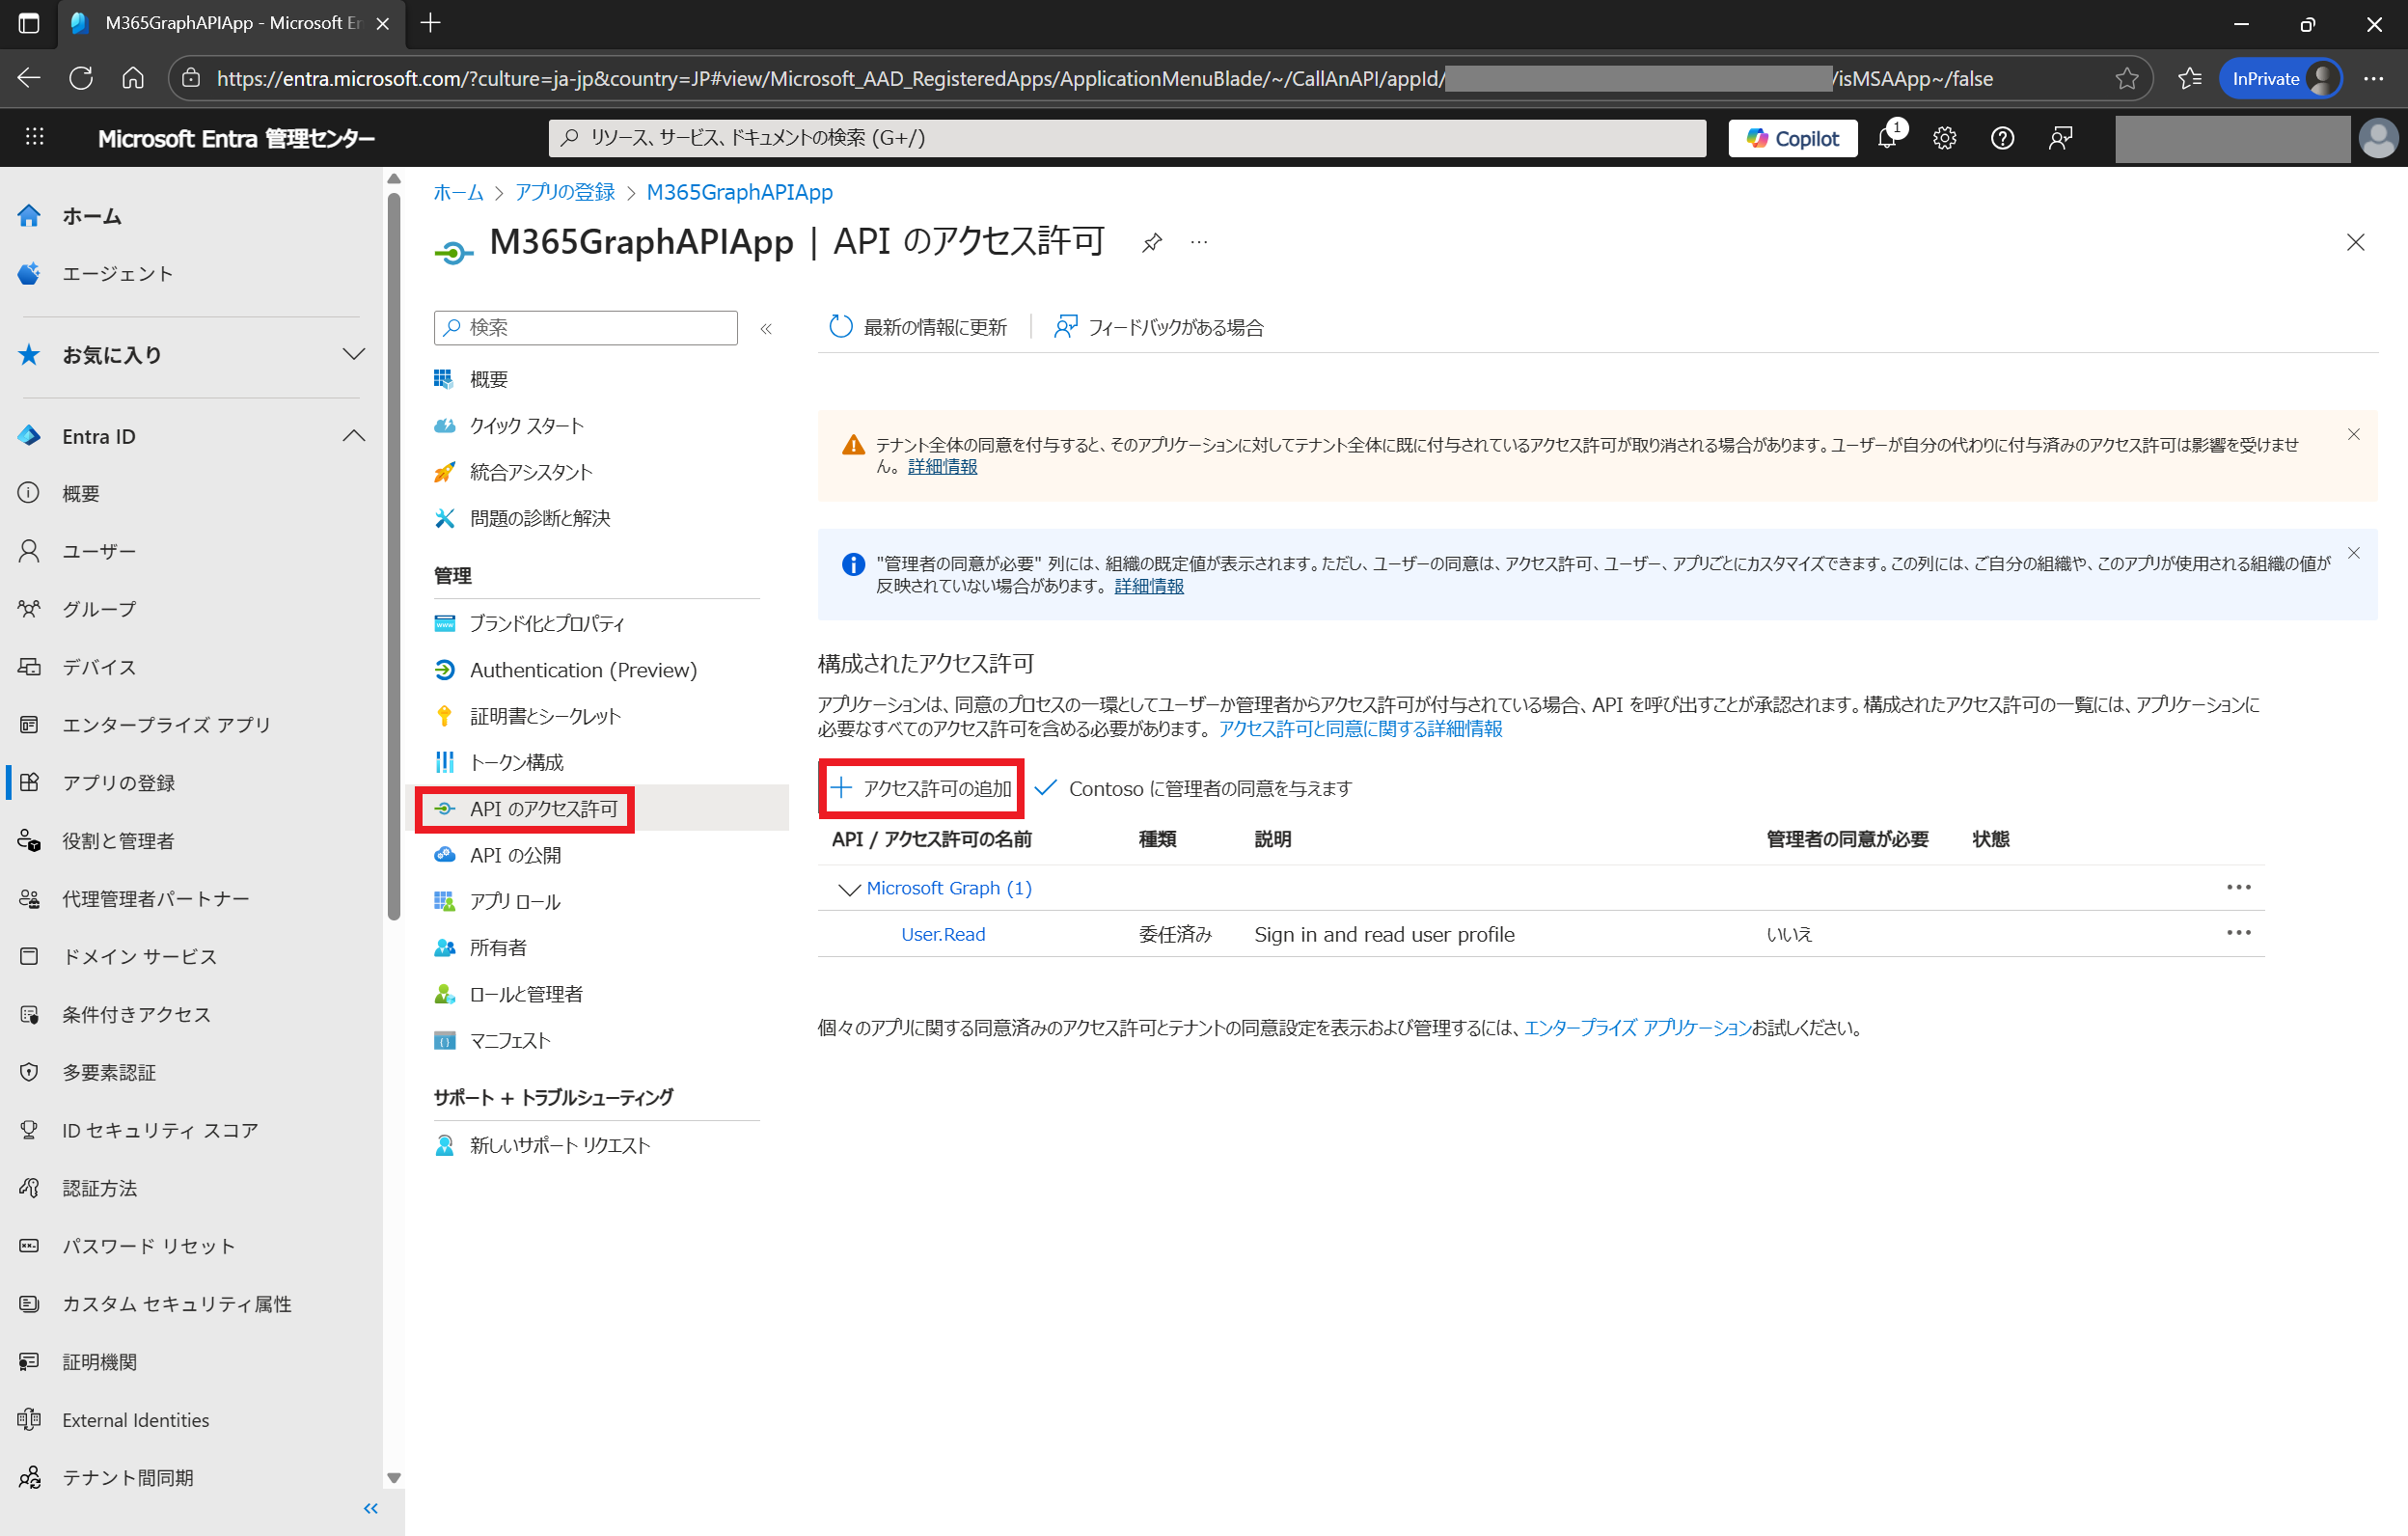 M365GraphAPIApp - Microsoft En
https://entra.microsoft.com/?culture=ja-jp&country=JP#view/Microsoft_AAD_RegisteredApps/ApplicationMenuBlade/~/CallAnAPI/appId/
/isMSAApp~/false
InPrivate
Microsoft Entra 管理センター
リソース、サービス、ドキュメントの検索 (G+/)
Copilot
1
ホーム
エージェント
お気に入り
Entra ID
概要
ユーザー
グループ
デバイス
エンタープライズ アプリ
アプリの登録
役割と管理者
代理管理者パートナー
ドメイン サービス
条件付きアクセス
多要素認証
ID セキュリティ スコア
認証方法
パスワード リセット
カスタム セキュリティ属性
証明機関
External Identities
テナント間同期
ホーム > アプリの登録 > M365GraphAPIApp
M365GraphAPIApp | API のアクセス許可
検索
概要
クイック スタート
統合アシスタント
問題の診断と解決
管理
ブランド化とプロパティ
Authentication (Preview)
証明書とシークレット
トークン構成
API のアクセス許可
API の公開
アプリ ロール
所有者
ロールと管理者
マニフェスト
サポート + トラブルシューティング
新しいサポート リクエスト
最新の情報に更新
フィードバックがある場合
テナント全体の同意を付与すると、そのアプリケーションに対してテナント全体に既に付与されているアクセス許可が取り消される場合があります。ユーザーが自分の代わりに付与済みのアクセス許可は影響を受けませ
ん。 詳細情報
"管理者の同意が必要" 列には、組織の既定値が表示されます。ただし、ユーザーの同意は、アクセス許可、ユーザー、アプリごとにカスタマイズできます。この列には、ご自分の組織や、このアプリが使用される組織の値が
反映されていない場合があります。 詳細情報
構成されたアクセス許可
アプリケーションは、同意のプロセスの一環としてユーザーか管理者からアクセス許可が付与されている場合、API を呼び出すことが承認されます。構成されたアクセス許可の一覧には、アプリケーションに
必要なすべてのアクセス許可を含める必要があります。 アクセス許可と同意に関する詳細情報
アクセス許可の追加
Contoso に管理者の同意を与えます
API / アクセス許可の名前 種類 説明 管理者の同意が必要 状態
Microsoft Graph (1)
User.Read 委任済み Sign in and read user profile いいえ
個々のアプリに関する同意済みのアクセス許可とテナントの同意設定を表示および管理するには、エンタープライズ アプリケーションお試しください。